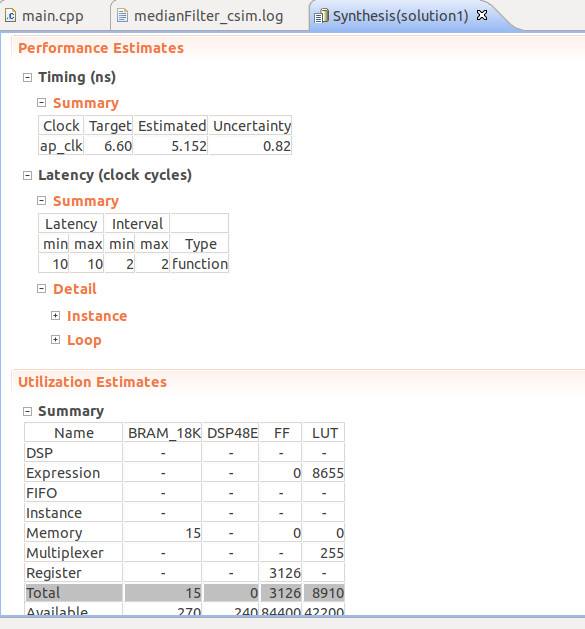 main.cpp medianFilter_csim.log Synthesis(solution1)
Performance Estimates
Timing (ns)
Summary
Clock Target Estimated Uncertainty
ap_clk 6.60 5.152 0.82
Latency (clock cycles)
Summary
Latency Interval
min max min max Type
10 10 2 2 function
Detail
Instance
Loop
Utilization Estimates
Summary
Name BRAM_18K DSP48E FF LUT
DSP - - - -
Expression - - 0 8655
FIFO - - - -
Instance - - - -
Memory 15 - 0 0
Multiplexer - - - 255
Register - - 3126 -
Total 15 0 3126 8910
Available 270 240 84400 42200